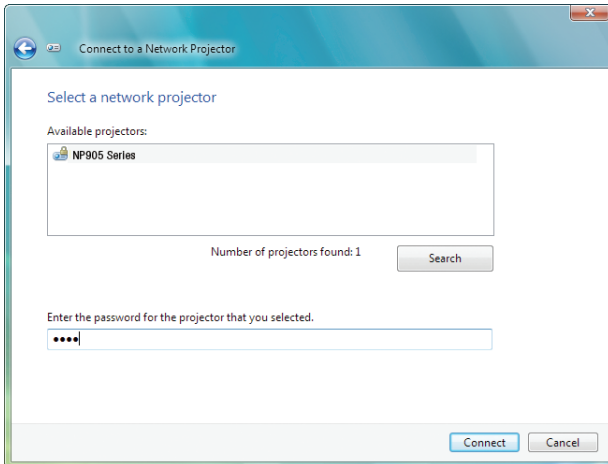 Connect to a Network Projector
Select a network projector
Available projectors:
NP905 Series
Number of projectors found: 1
Search
Enter the password for the projector that you selected.
••••
Connect
Cancel